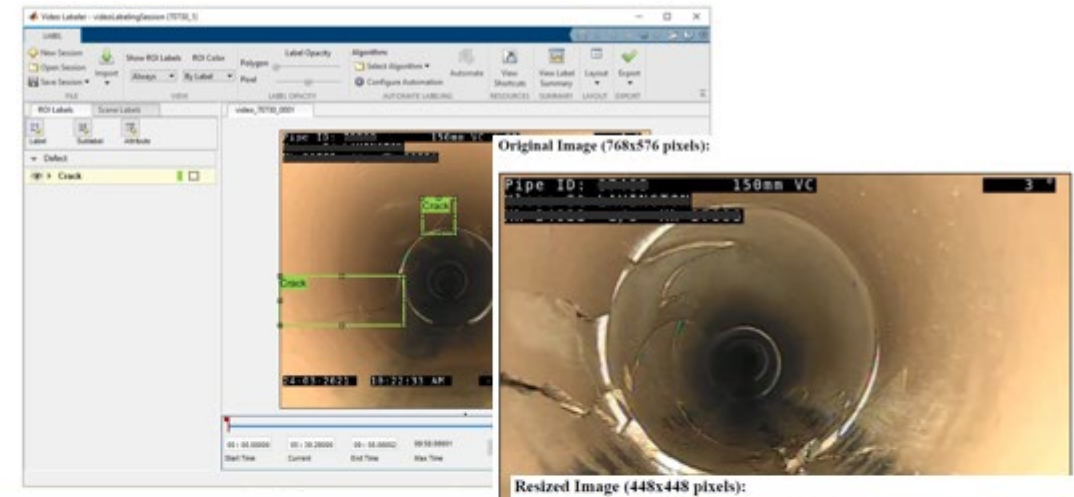 Video Labeler - videoLabelingSession (70730_5)
LABEL
New Session
Open Session
Save Session
Import
FILE
Show ROI Labels
Always
ROI Color
By Label
VIEW
Polygon
Pixel
Label Opacity
LABEL OPACITY
Algorithm:
Select Algorithm
Configure Automation
Automate
AUTOMATE LABELING
View Shortcuts
RESOURCES
View Label Summary
SUMMARY
Layout
LAYOUT
Export
EXPORT
ROI Labels
Scene Labels
Label
Sublabel
Attribute
Defect
Crack
Pipe ID:
150mm VC
Crack
Crack
24-03-2021
Start Time
Current
End Time
Max Time
Original Image (768x576 pixels):
Pipe ID:
150mm VC
3 °
Resized Image (448x448 pixels):